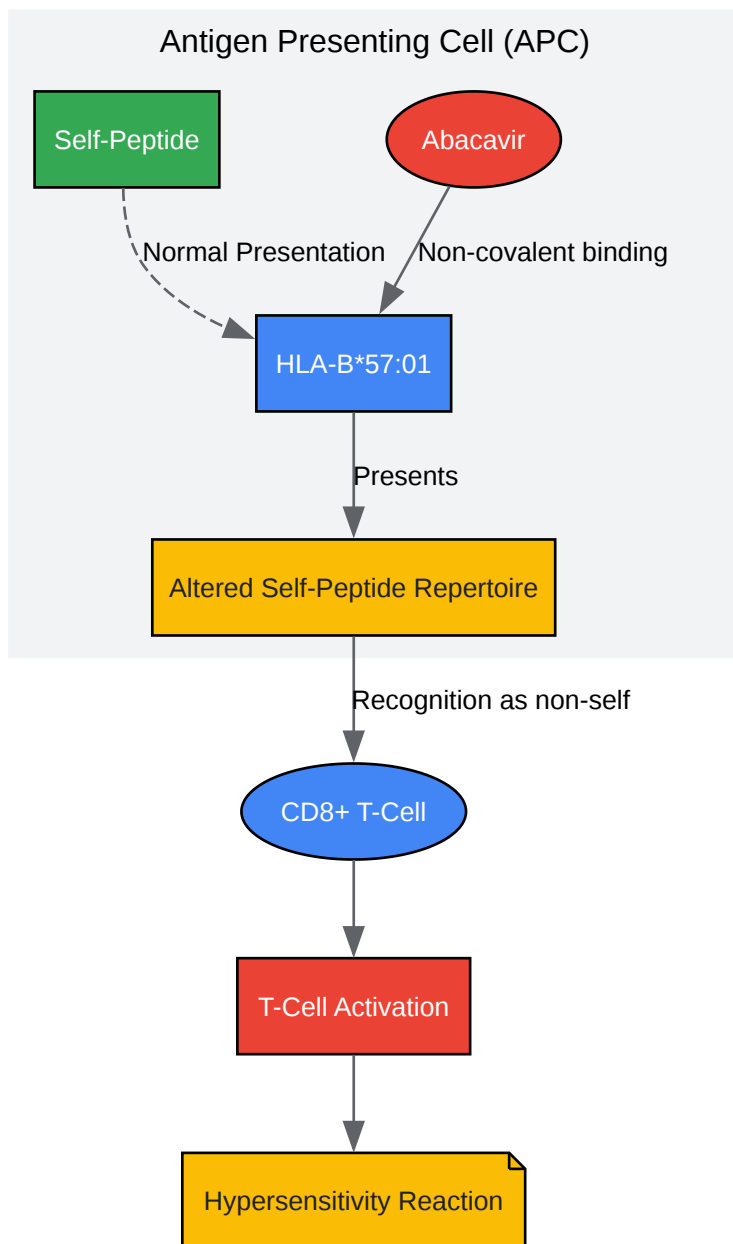 Antigen Presenting Cell (APC)
Self-Peptide
Abacavir
Normal Presentation
Non-covalent binding
HLA-B*57:01
Presents
Altered Self-Peptide Repertoire
Recognition as non-self
CD8+ T-Cell
T-Cell Activation
Hypersensitivity Reaction